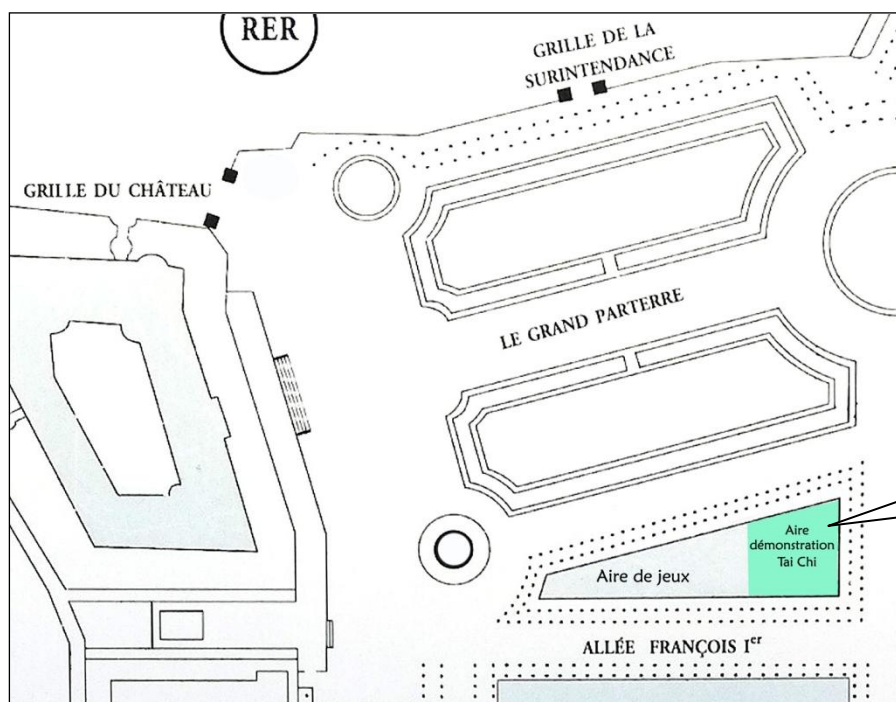 RER
GRILLE DE LA
SURINTENDANCE
GRILLE DU CHÂTEAU
LE GRAND PARTERRE
Aire
démonstration
Tai Chi
Aire de jeux
ALLÉE FRANÇOIS Ier